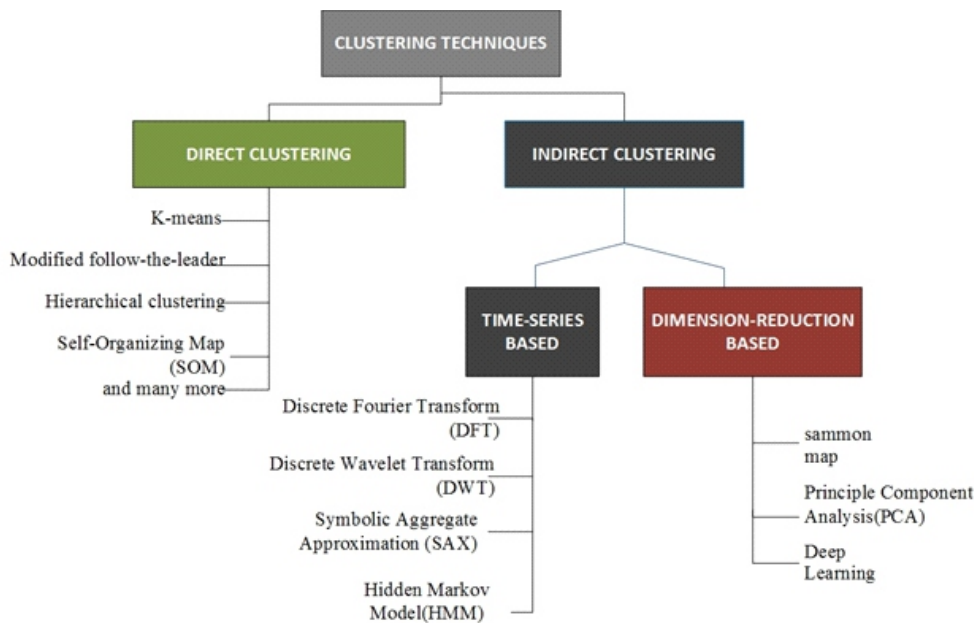 CLUSTERING TECHNIQUES
DIRECT CLUSTERING
INDIRECT CLUSTERING
K-means
Modified follow-the-leader
Hierarchical clustering
Self-Organizing Map
(SOM)
and many more
TIME-SERIES
BASED
DIMENSION-REDUCTION
BASED
Discrete Fourier Transform
(DFT)
Discrete Wavelet Transform
(DWT)
Symbolic Aggregate
Approximation (SAX)
Hidden Markov
Model(HMM)
sammon
map
Principle Component
Analysis(PCA)
Deep
Learning